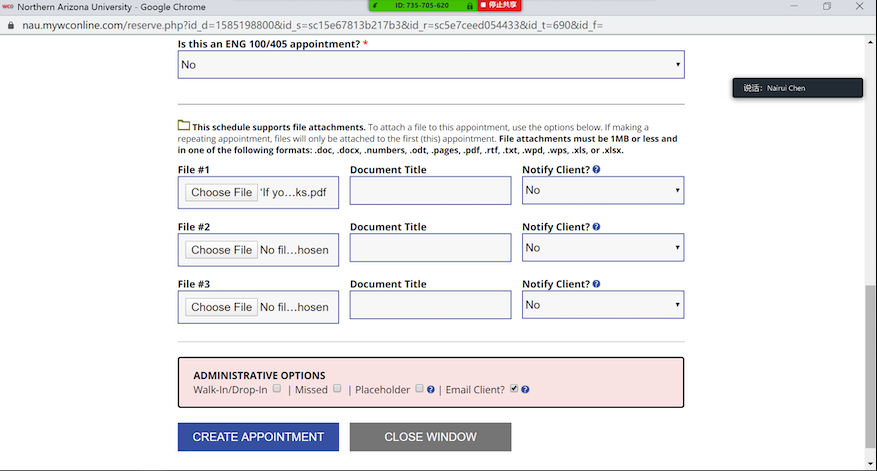 WCO Northern Arizona University - Google Chrome
ID: 735-705-620
停止共享
nau.mywconline.com/reserve.php?id_d=1585198800&id_s=sc15e67813b217b3&id_r=sc5e7ceed054433&id_t=690&id_f=
Is this an ENG 100/405 appointment? *
No
说话: Nairui Chen
This schedule supports file attachments. To attach a file to this appointment, use the options below. If making a
repeating appointment, files will only be attached to the first (this) appointment. File attachments must be 1MB or less and
in one of the following formats: .doc, .docx, .numbers, .odt, .pages, .pdf, .rtf, .txt, .wpd, .wps, .xls, or .xlsx.
File #1 Document Title Notify Client? ?
Choose File 'If yo…ks.pdf No
File #2 Document Title Notify Client? ?
Choose File No fil…hosen No
File #3 Document Title Notify Client? ?
Choose File No fil…hosen No
ADMINISTRATIVE OPTIONS
Walk-In/Drop-In | Missed | Placeholder ? | Email Client? ?
CREATE APPOINTMENT CLOSE WINDOW